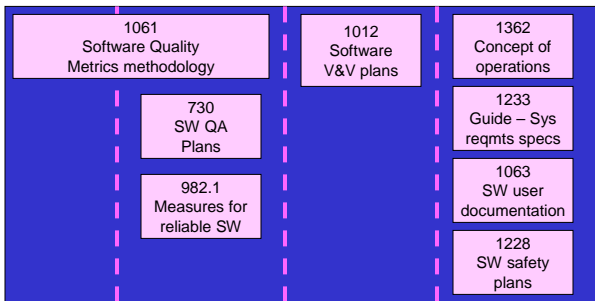 1061
Software Quality
Metrics methodology
730
SW QA
Plans
982.1
Measures for
reliable SW
1012
Software
V&V plans
1362
Concept of
operations
1233
Guide – Sys
reqmts specs
1063
SW user
documentation
1228
SW safety
plans